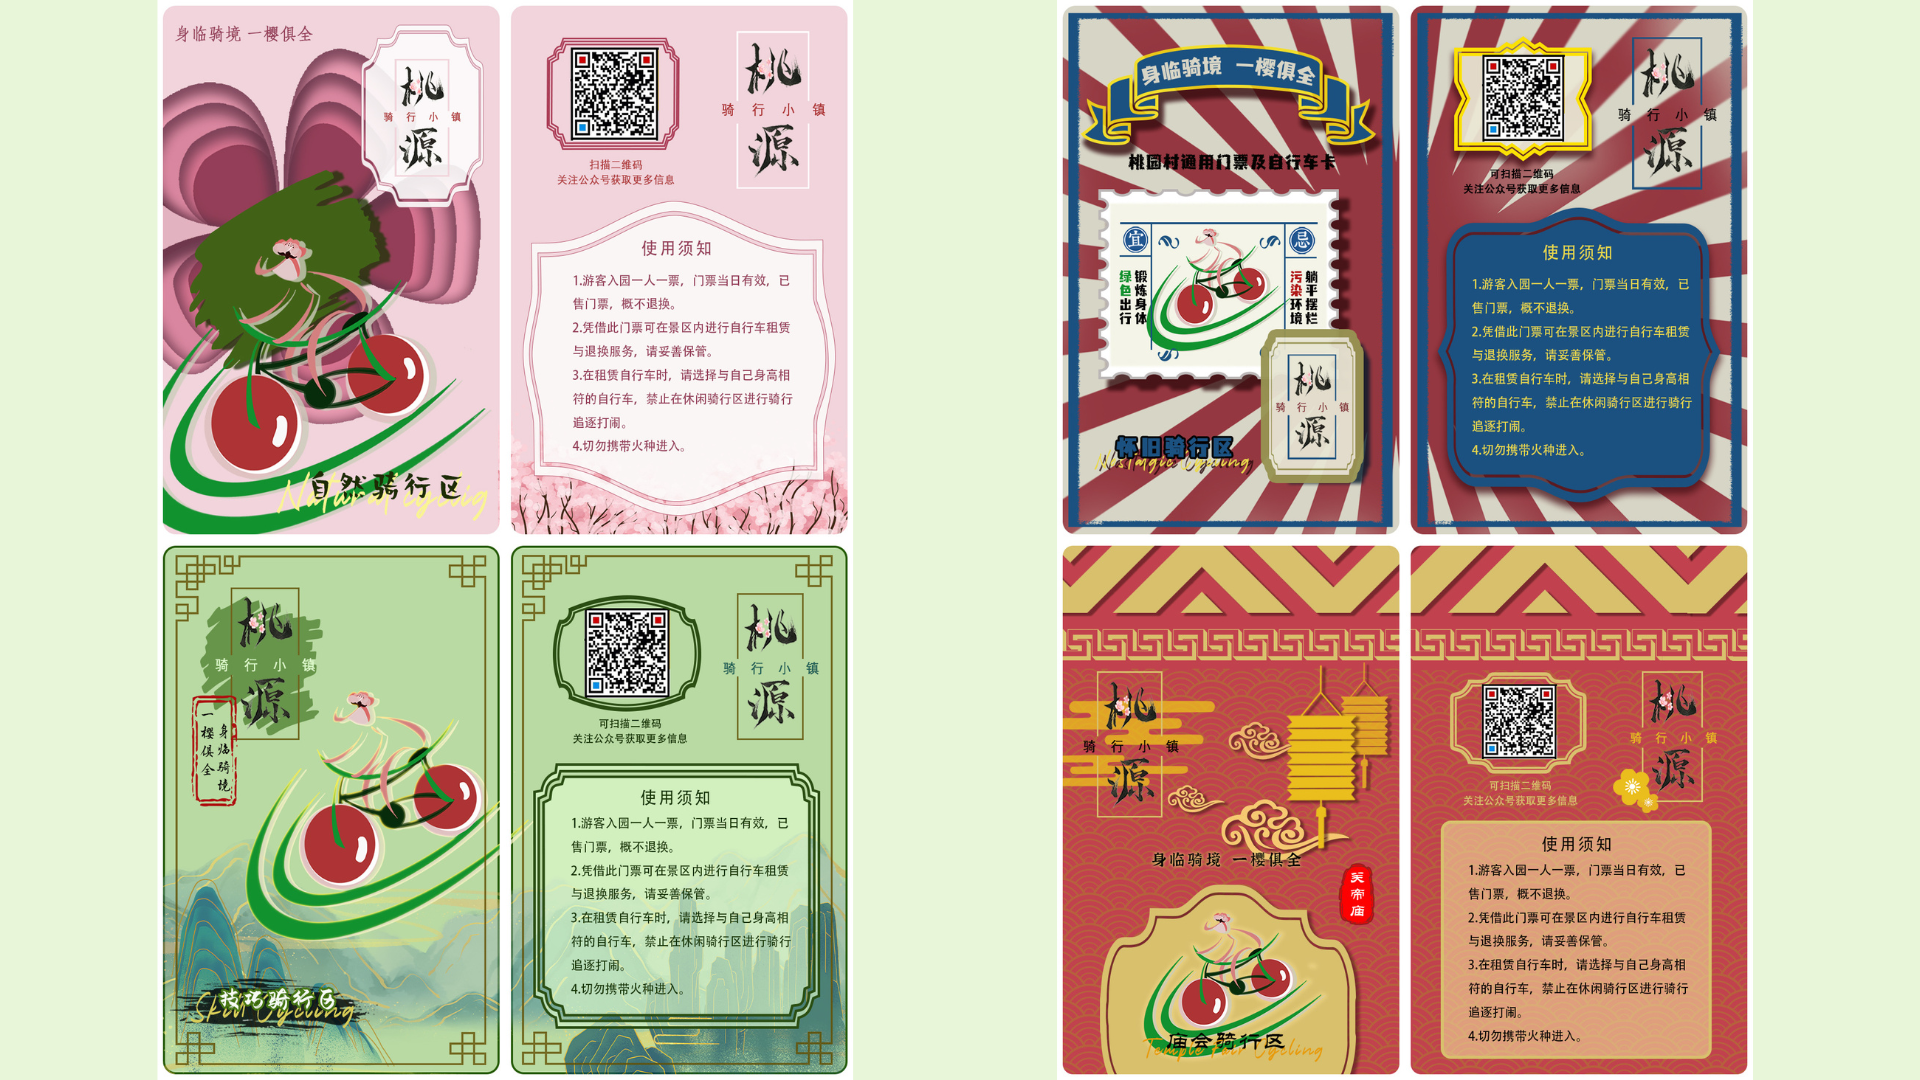 身临骑境 一樱俱全
桃
骑行小镇
源
自然骑行区
Natural Cycling
桃
骑行小镇
源
扫描二维码
关注公众号获取更多信息
使用须知
1.游客入园一人一票，门票当日有效，已
售门票，概不退换。
2.凭借此门票可在景区内进行自行车租赁
与退换服务，请妥善保管。
3.在租赁自行车时，请选择与自己身高相
符的自行车，禁止在休闲骑行区进行骑行
追逐打闹。
4.切勿携带火种进入。
身临骑境 一樱俱全
桃园村通用门票及自行车卡
宜
忌
绿色出行
锻炼身体
污染环境
躺平摆烂
桃
骑行小镇
源
怀旧骑行区
Nostalgic Cycling
桃
骑行小镇
源
可扫描二维码
关注公众号获取更多信息
使用须知
1.游客入园一人一票，门票当日有效，已
售门票，概不退换。
2.凭借此门票可在景区内进行自行车租赁
与退换服务，请妥善保管。
3.在租赁自行车时，请选择与自己身高相
符的自行车，禁止在休闲骑行区进行骑行
追逐打闹。
4.切勿携带火种进入。
桃
骑行小镇
源
身临骑境
一樱俱全
技巧骑行区
Skill Cycling
桃
骑行小镇
源
可扫描二维码
关注公众号获取更多信息
使用须知
1.游客入园一人一票，门票当日有效，已
售门票，概不退换。
2.凭借此门票可在景区内进行自行车租赁
与退换服务，请妥善保管。
3.在租赁自行车时，请选择与自己身高相
符的自行车，禁止在休闲骑行区进行骑行
追逐打闹。
4.切勿携带火种进入。
桃
骑行小镇
源
身临骑境 一樱俱全
关帝庙
庙会骑行区
Temple Fair Cycling
桃
骑行小镇
源
可扫描二维码
关注公众号获取更多信息
使用须知
1.游客入园一人一票，门票当日有效，已
售门票，概不退换。
2.凭借此门票可在景区内进行自行车租赁
与退换服务，请妥善保管。
3.在租赁自行车时，请选择与自己身高相
符的自行车，禁止在休闲骑行区进行骑行
追逐打闹。
4.切勿携带火种进入。